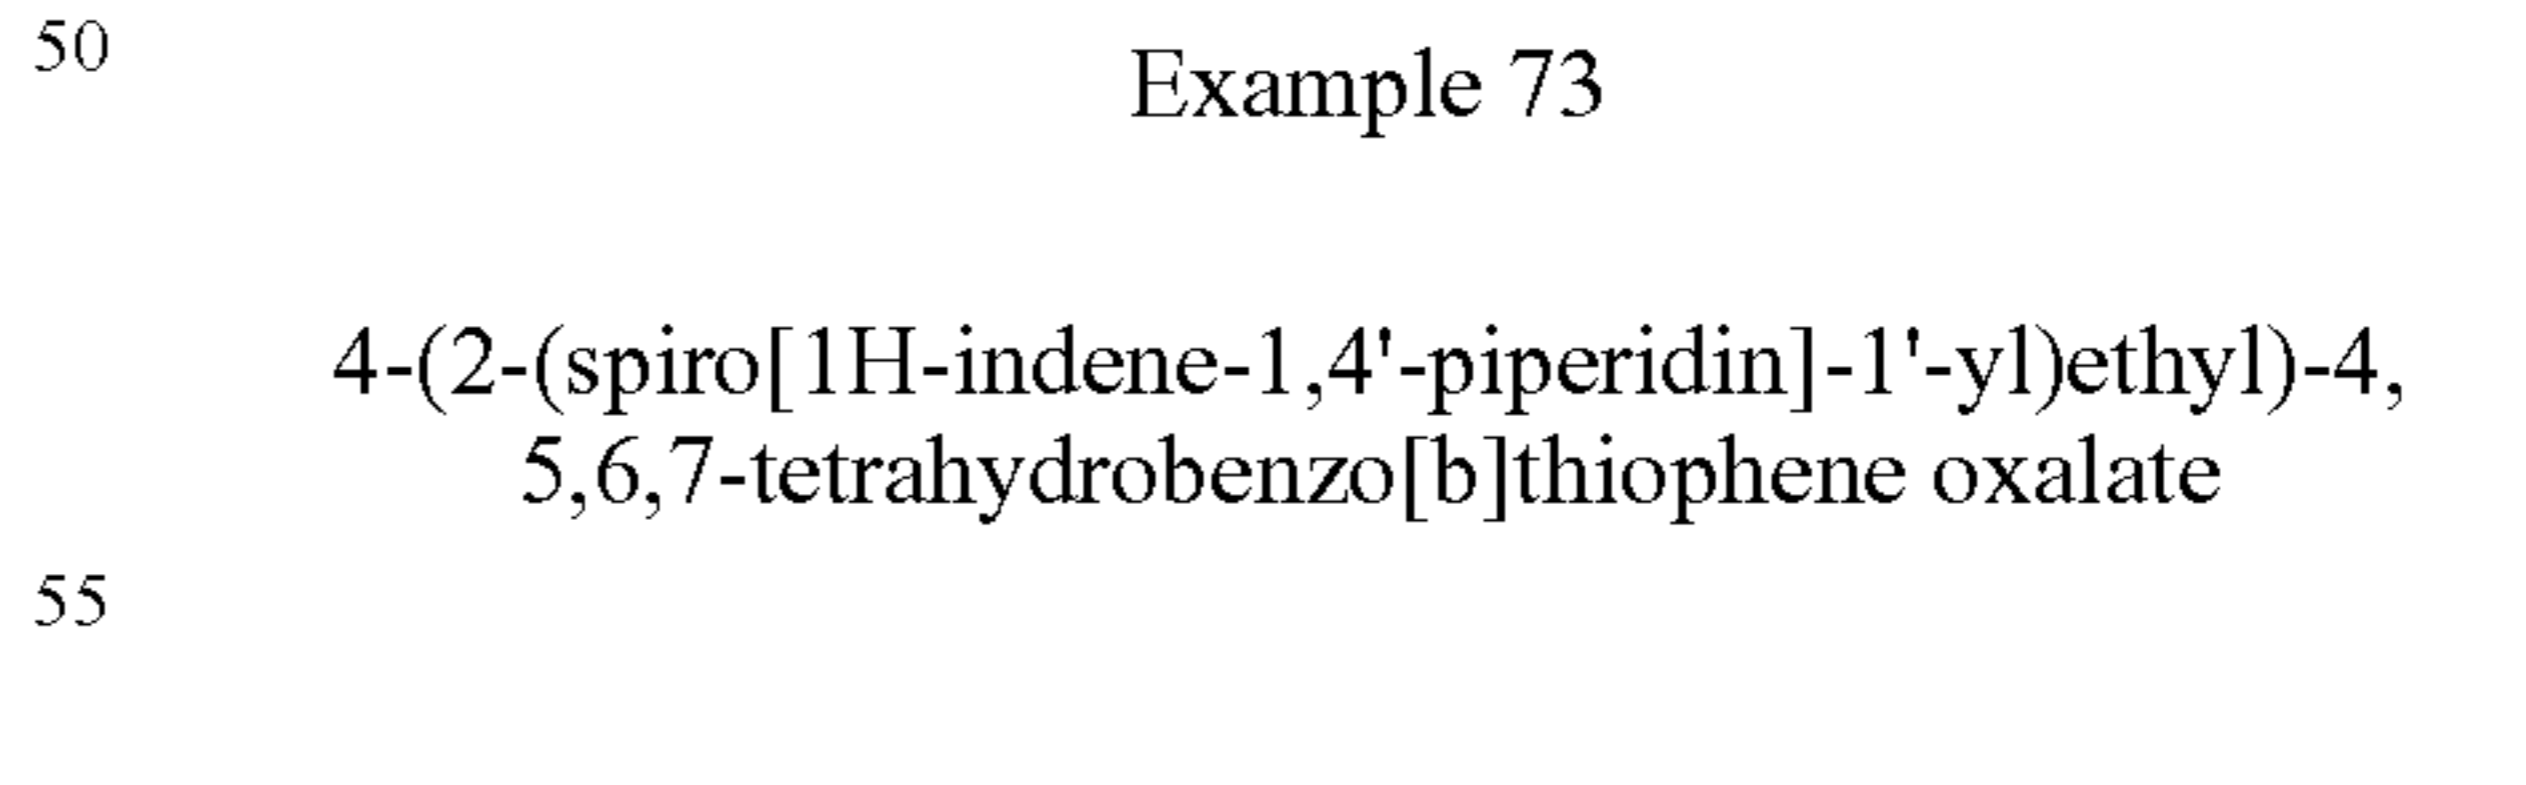 50
Example 73
4-(2-(spiro[1H-indene-1,4'-piperidin]-1'-yl)ethyl)-4,
5,6,7-tetrahydrobenzo[b]thiophene oxalate
55